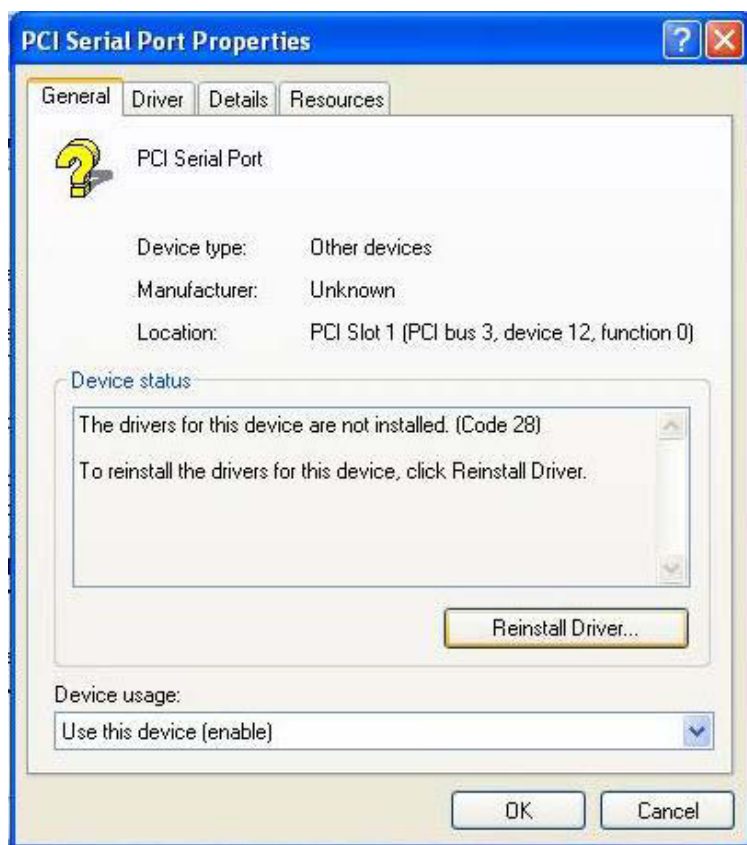 PCI Serial Port Properties
General Driver Details Resources
PCI Serial Port
Device type: Other devices
Manufacturer: Unknown
Location: PCI Slot 1 (PCI bus 3, device 12, function 0)
Device status
The drivers for this device are not installed. (Code 28)
To reinstall the drivers for this device, click Reinstall Driver.
Reinstall Driver...
Device usage:
Use this device (enable)
OK Cancel